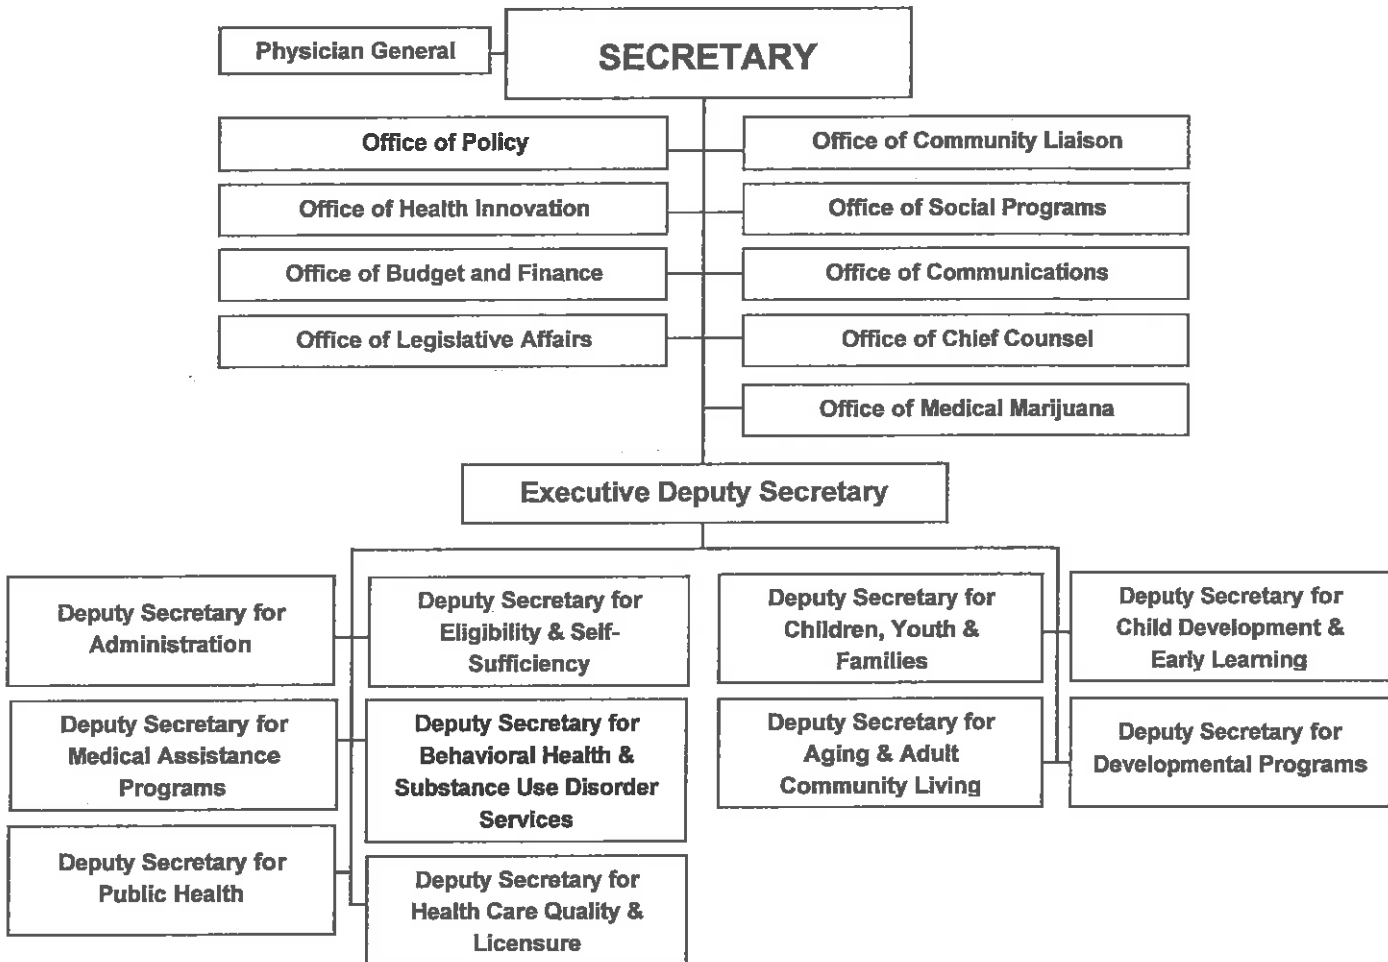 Physician General
SECRETARY
Office of Policy
Office of Community Liaison
Office of Health Innovation
Office of Social Programs
Office of Budget and Finance
Office of Communications
Office of Legislative Affairs
Office of Chief Counsel
Office of Medical Marijuana
Executive Deputy Secretary
Deputy Secretary for
Administration
Deputy Secretary for
Eligibility & Self-
Sufficiency
Deputy Secretary for
Children, Youth &
Families
Deputy Secretary for
Child Development &
Early Learning
Deputy Secretary for
Medical Assistance
Programs
Deputy Secretary for
Behavioral Health &
Substance Use Disorder
Services
Deputy Secretary for
Aging & Adult
Community Living
Deputy Secretary for
Developmental Programs
Deputy Secretary for
Public Health
Deputy Secretary for
Health Care Quality &
Licensure